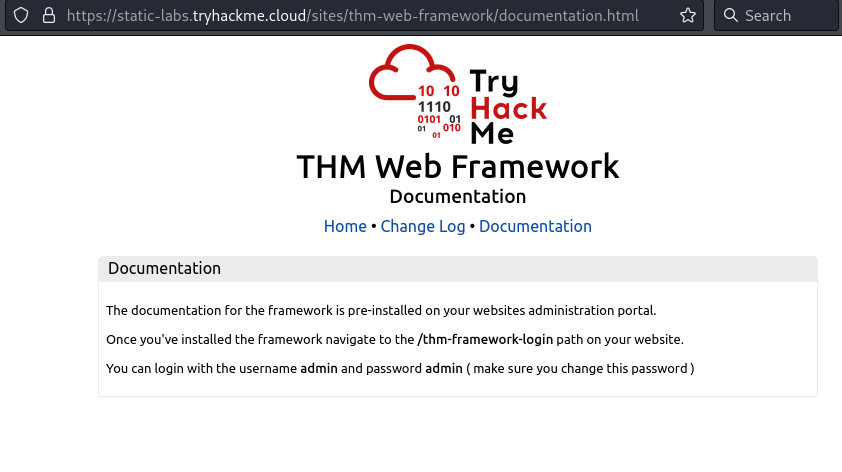 https://static-labs.tryhackme.cloud/sites/thm-web-framework/documentation.html
Search
Try
Hack
Me
10 10
1110
0101 01
01 010
01
THM Web Framework
Documentation
Home • Change Log • Documentation
Documentation
The documentation for the framework is pre-installed on your websites administration portal.
Once you've installed the framework navigate to the /thm-framework-login path on your website.
You can login with the username admin and password admin ( make sure you change this password )